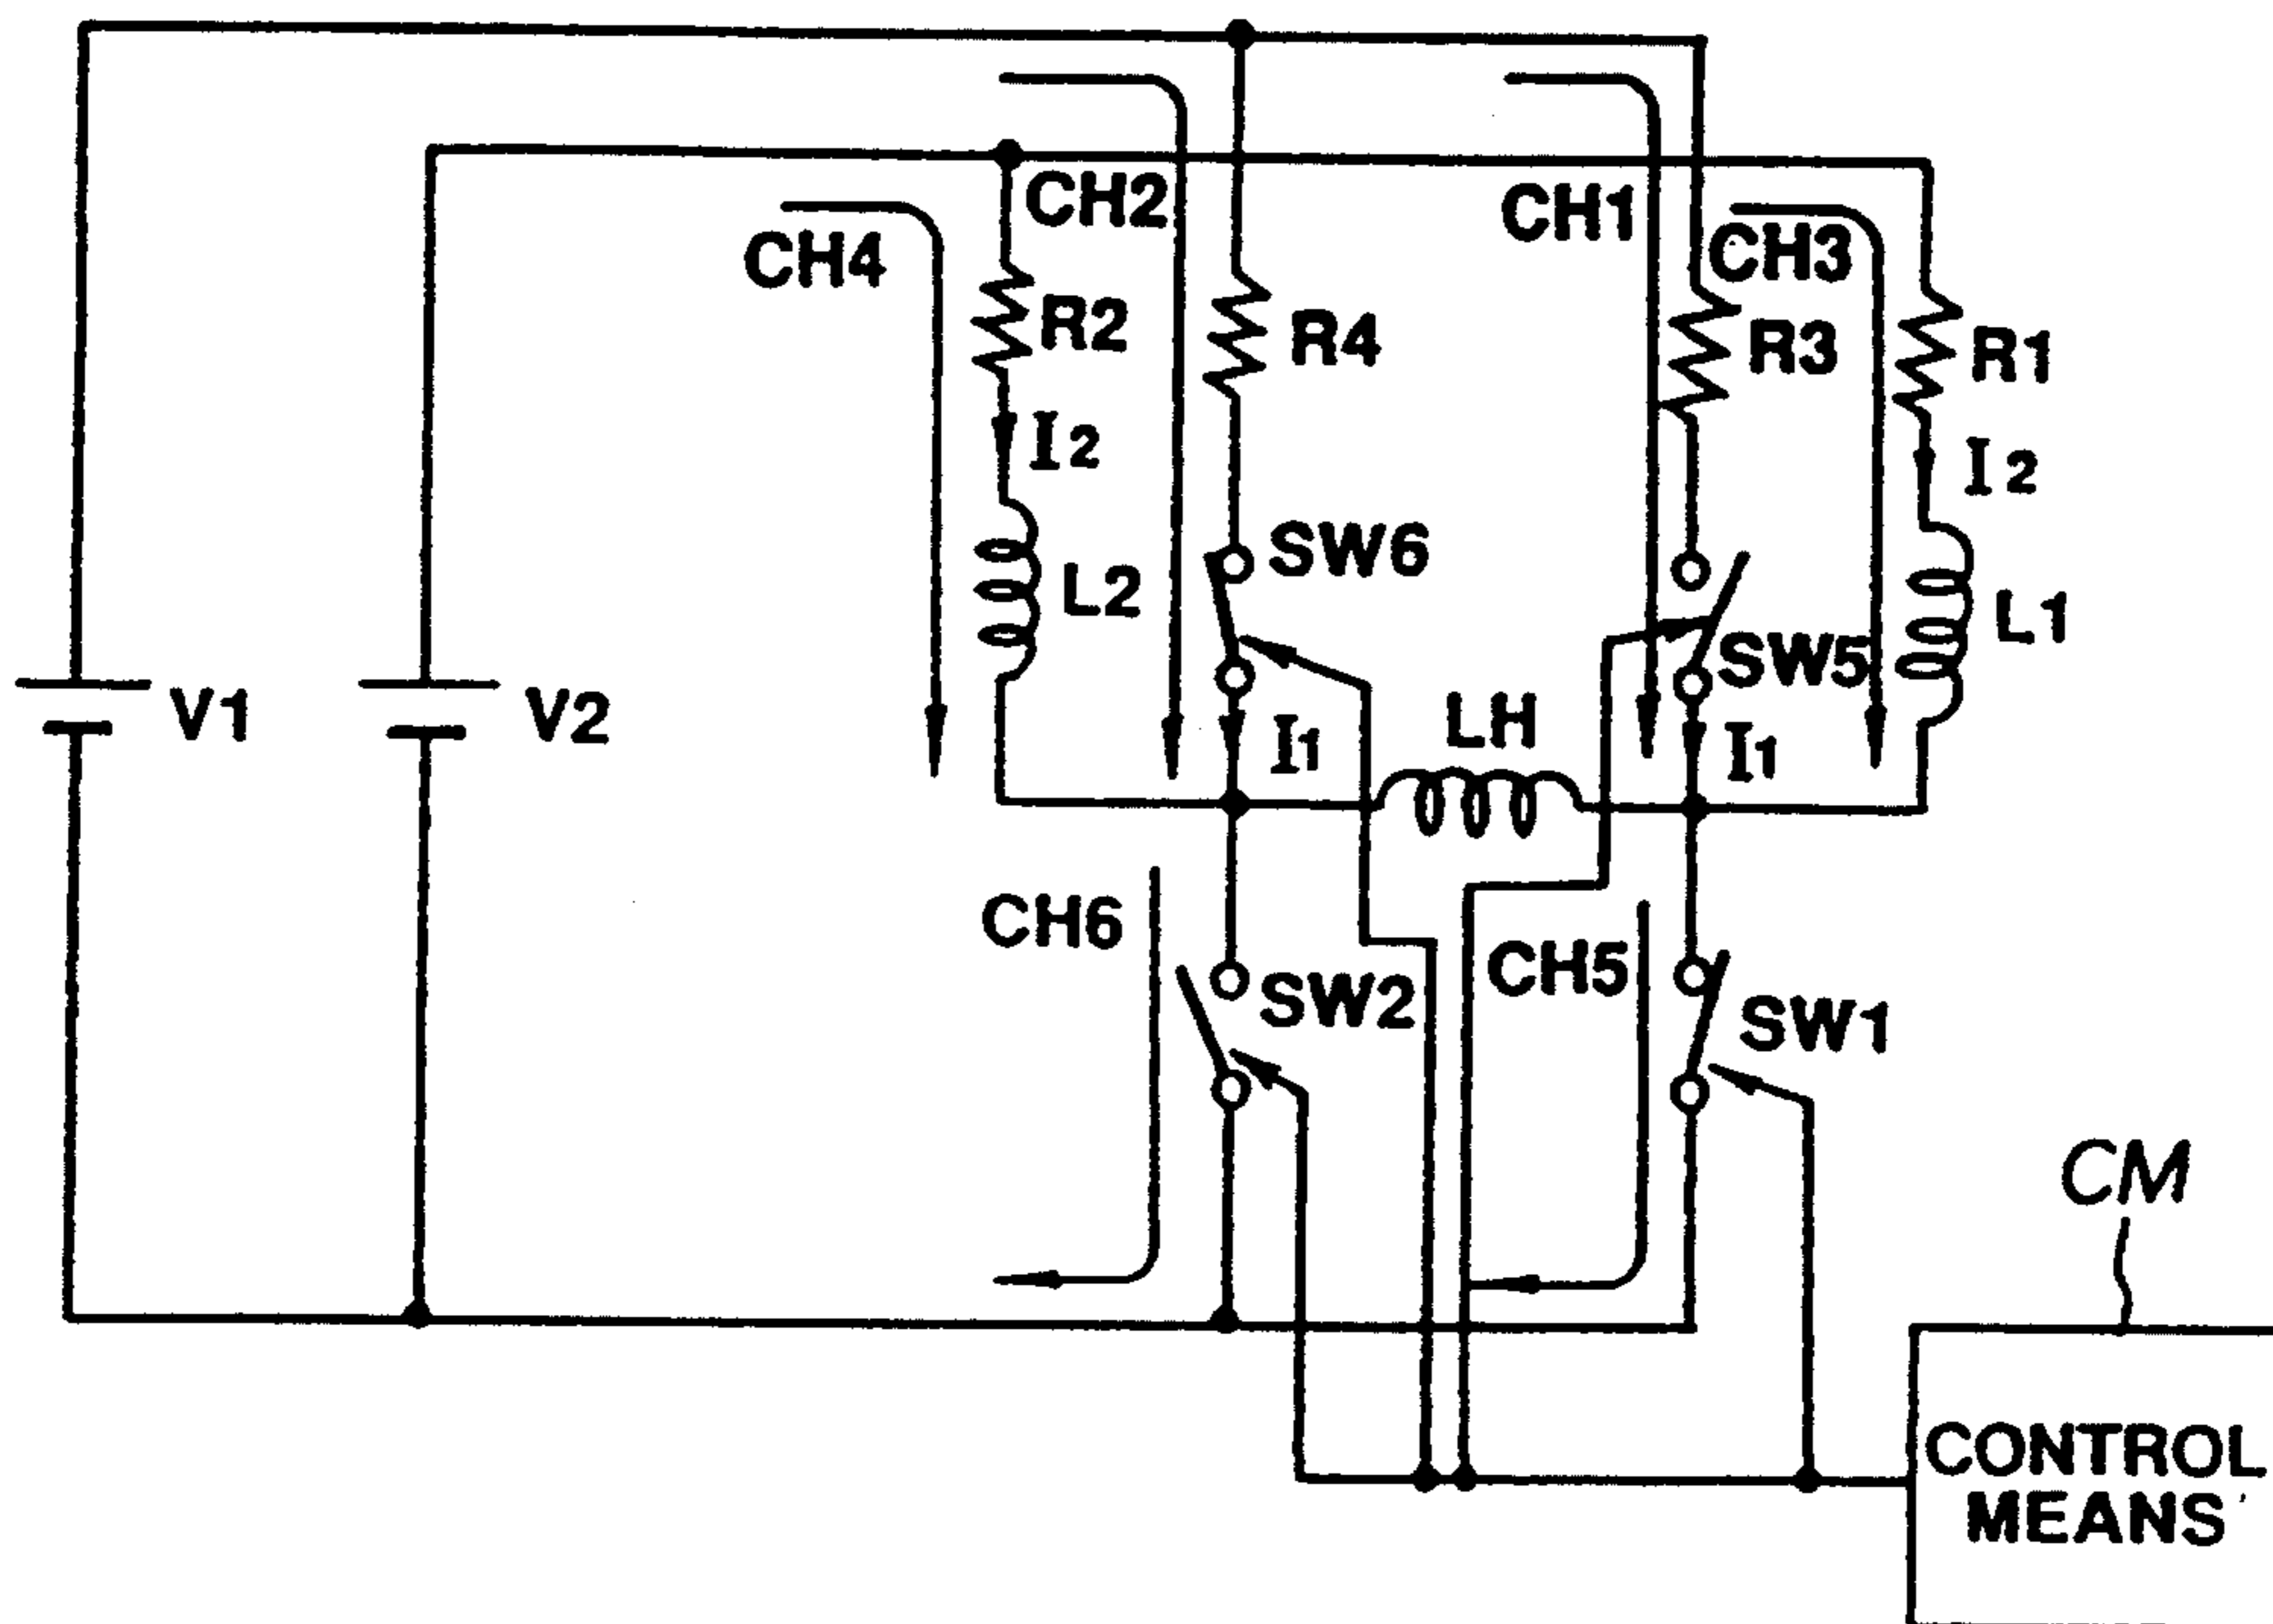 CH2
CH1
CH4
CH3
R2
R4
R3
R1
I2
I2
SW6
L2
L1
SW5
V1
V2
LH
I1
I1
CH6
CH5
SW2
SW1
CM
CONTROL
MEANS